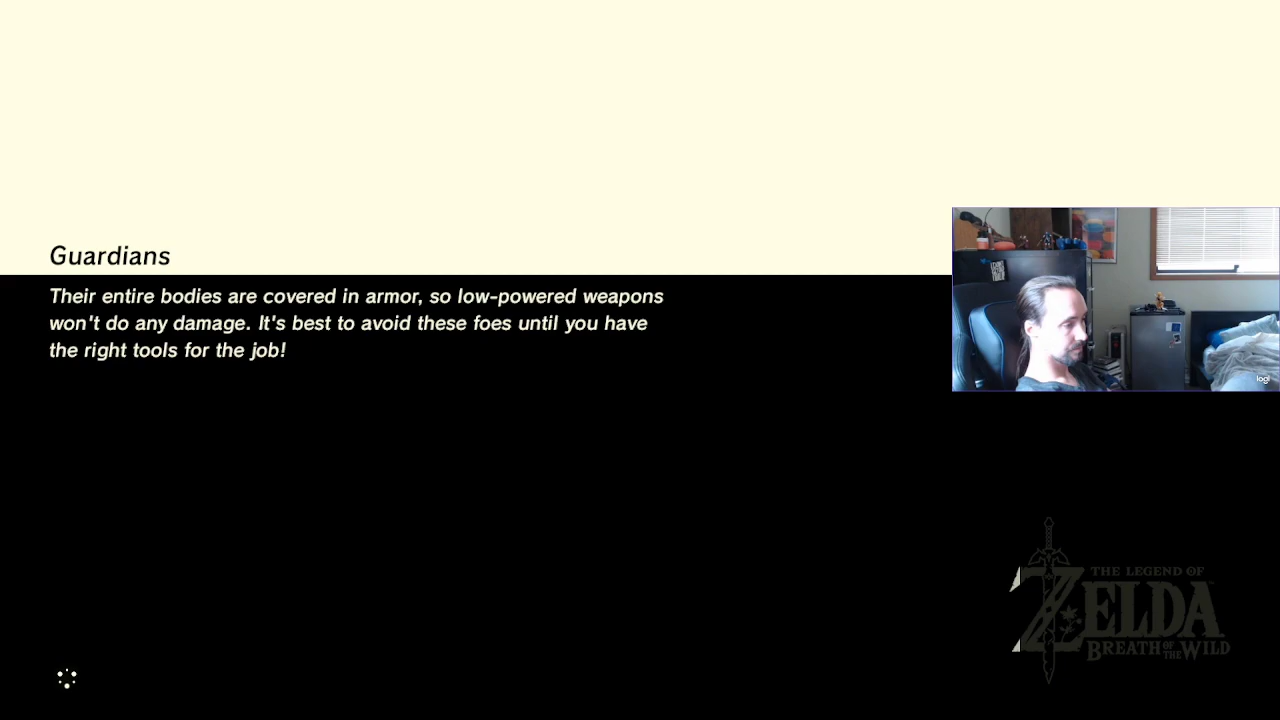 Guardians
Their entire bodies are covered in armor, so low-powered weapons
won't do any damage. It's best to avoid these foes until you have
the right tools for the job!
logi
THE LEGEND OF
ZELDA
BREATH OF THE WILD